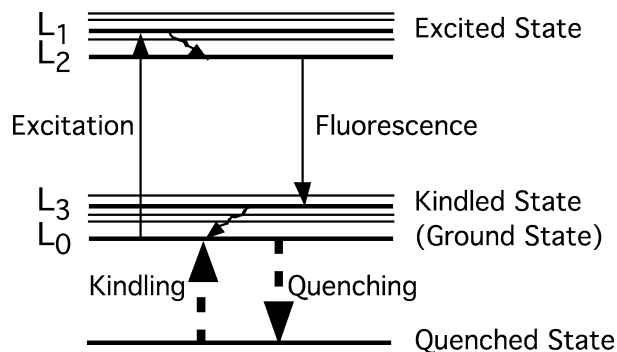 L1 Excited State
L2
Excitation Fluorescence
L3 Kindled State
L0 (Ground State)
Kindling Quenching
Quenched State